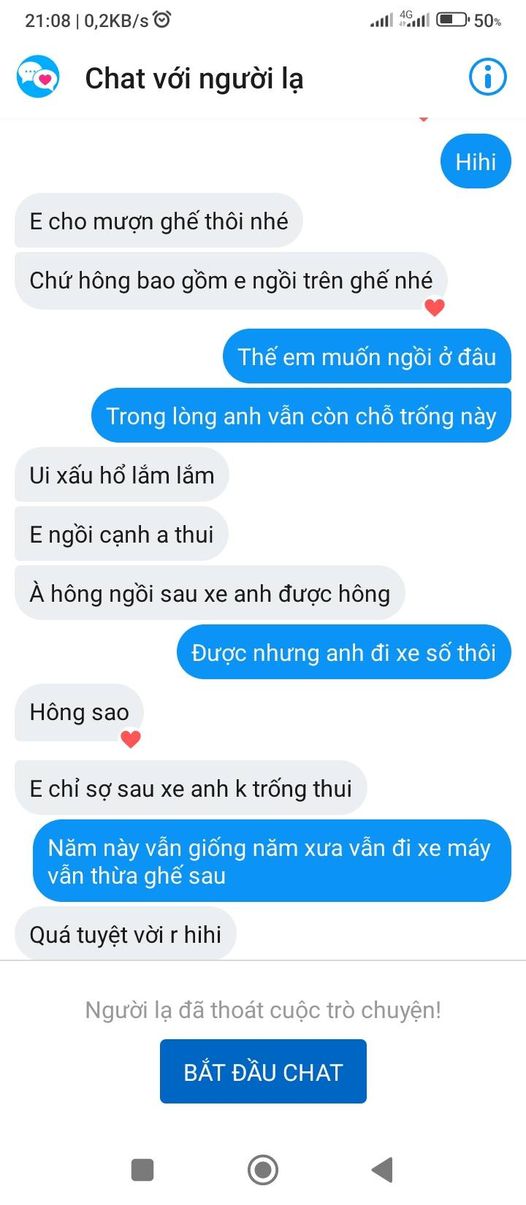 21:08 | 0,2KB/s
4G
50%
Chat với người lạ
Hihi
E cho mượn ghế thôi nhé
Chứ hông bao gồm e ngồi trên ghế nhé
Thế em muốn ngồi ở đâu
Trong lòng anh vẫn còn chỗ trống này
Ui xấu hổ lắm lắm
E ngồi cạnh a thui
À hông ngồi sau xe anh được hông
Được nhưng anh đi xe số thôi
Hông sao
E chỉ sợ sau xe anh k trống thui
Năm này vẫn giống năm xưa vẫn đi xe máy
vẫn thừa ghế sau
Quá tuyệt vời r hihi
Người lạ đã thoát cuộc trò chuyện!
BẮT ĐẦU CHAT